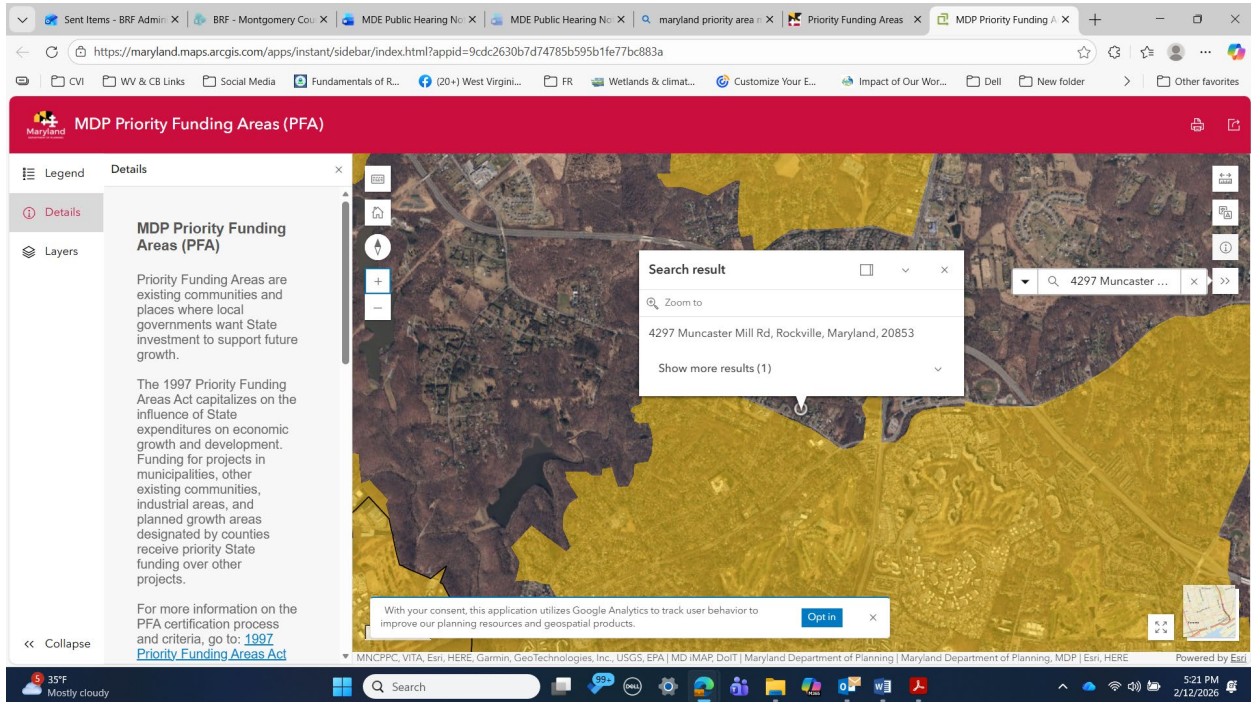 Sent Items - BRF Admin
BRF - Montgomery Cou
MDE Public Hearing No
MDE Public Hearing No
maryland priority area m
Priority Funding Areas
MDP Priority Funding A
https://maryland.maps.arcgis.com/apps/instant/sidebar/index.html?appid=9cdc2630b7d74785b595b1fe77bc883a
CVI
WV & CB Links
Social Media
Fundamentals of R...
(20+) West Virgini...
FR
Wetlands & climat...
Customize Your E...
Impact of Our Wor...
Dell
New folder
Other favorites
Maryland
MDP Priority Funding Areas (PFA)
Legend
Details
Layers
Collapse
Details
MDP Priority Funding
Areas (PFA)
Priority Funding Areas are
existing communities and
places where local
governments want State
investment to support future
growth.
The 1997 Priority Funding
Areas Act capitalizes on the
influence of State
expenditures on economic
growth and development.
Funding for projects in
municipalities, other
existing communities,
industrial areas, and
planned growth areas
designated by counties
receive priority State
funding over other
projects.
For more information on the
PFA certification process
and criteria, go to: 1997
Priority Funding Areas Act
Search result
Zoom to
4297 Muncaster Mill Rd, Rockville, Maryland, 20853
Show more results (1)
4297 Muncaster ...
With your consent, this application utilizes Google Analytics to track user behavior to
improve our planning resources and geospatial products.
Opt in
MNCPPC, VITA, Esri, HERE, Garmin, GeoTechnologies, Inc., USGS, EPA | MD iMAP, DoIT | Maryland Department of Planning | Maryland Department of Planning, MDP | Esri, HERE
Powered by Esri
5
35°F
Mostly cloudy
Search
99+
DELL
5:21 PM
2/12/2026